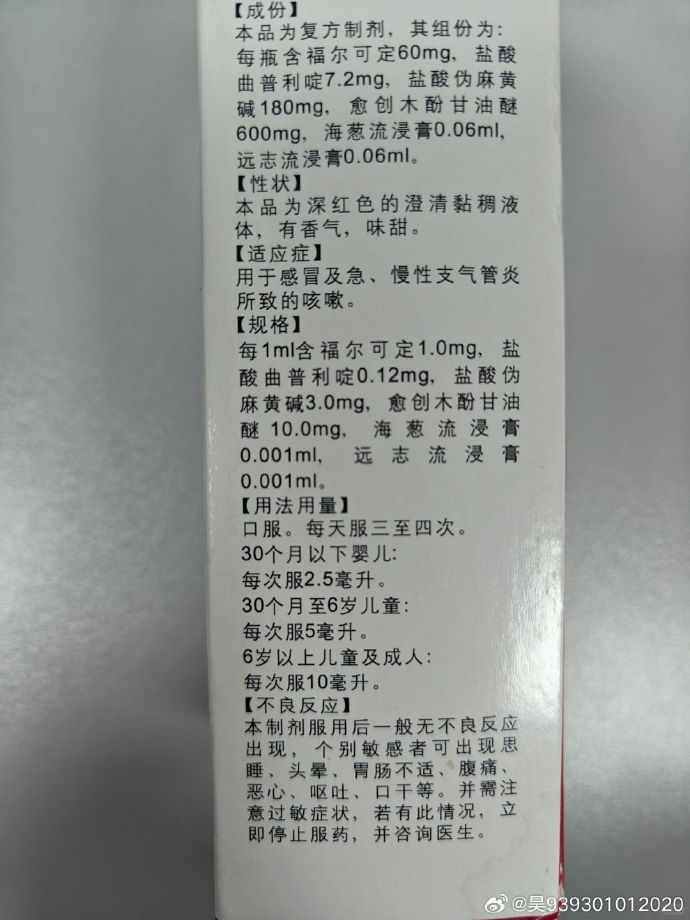 【成份】
本品为复方制剂，其组份为:
每瓶含福尔可定60mg，盐酸
曲普利啶7.2mg，盐酸伪麻黄
碱180mg，愈创木酚甘油醚
600mg，海葱流浸膏0.06ml,
远志流浸膏0.06ml。
【性状】
本品为深红色的澄清黏稠液
体，有香气，味甜。
【适应症】
用于感冒及急、慢性支气管炎
所致的咳嗽。
【规格】
每1ml含福尔可定1.0mg，盐
酸曲普利啶0.12mg，盐酸伪
麻黄碱3.0mg，愈创木酚甘油
醚10.0mg，海葱流浸膏
0.001ml，远志流浸膏
0.001ml。
【用法用量】
口服。每天服三至四次。
30个月以下婴儿:
每次服2.5毫升。
30个月至6岁儿童:
每次服5毫升。
6岁以上儿童及成人:
每次服10毫升。
【不良反应】
本制剂服用后一般无不良反应
出现，个别敏感者可出现思
睡、头晕、胃肠不适、腹痛、
恶心、呕吐、口干等。并需注
意过敏症状，若有此情况，立
即停止服药，并咨询医生。
@昊939301012020